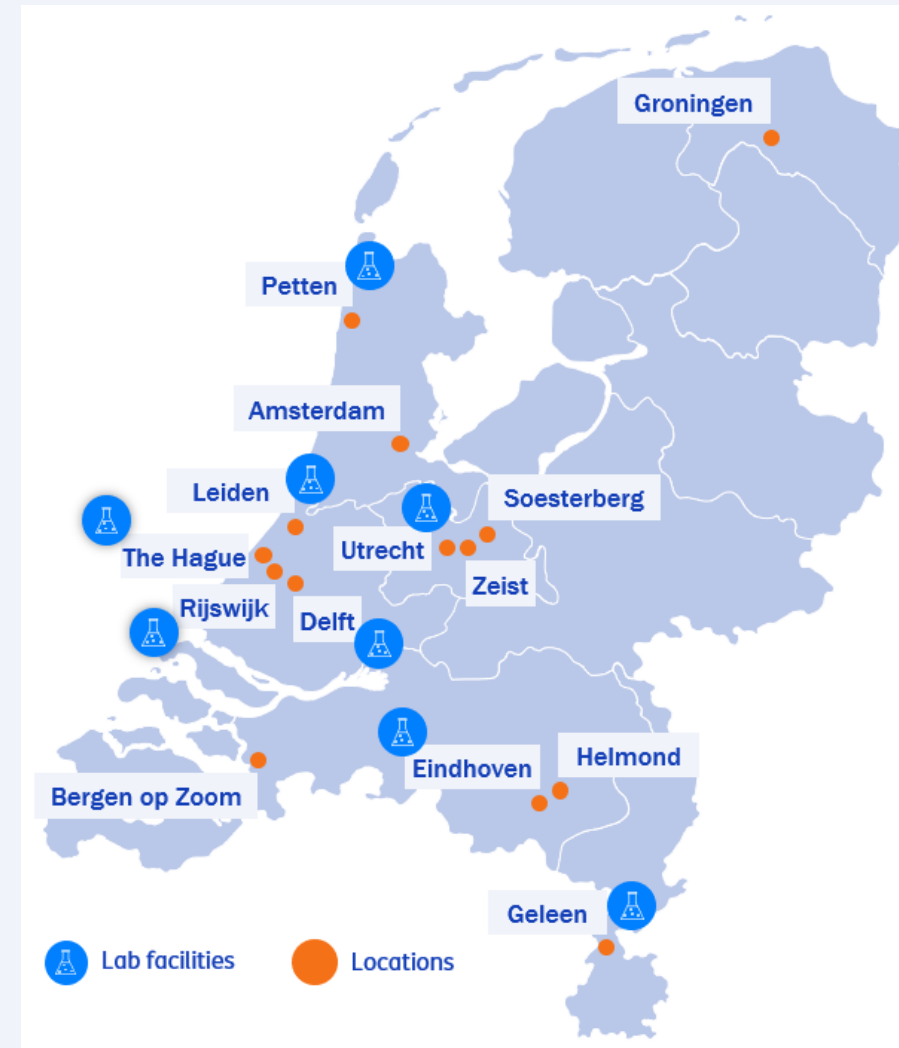 Groningen
Petten
Amsterdam
Leiden
Soesterberg
The Hague
Utrecht
Zeist
Rijswijk
Delft
Helmond
Eindhoven
Bergen op Zoom
Geleen
Lab facilities
Locations